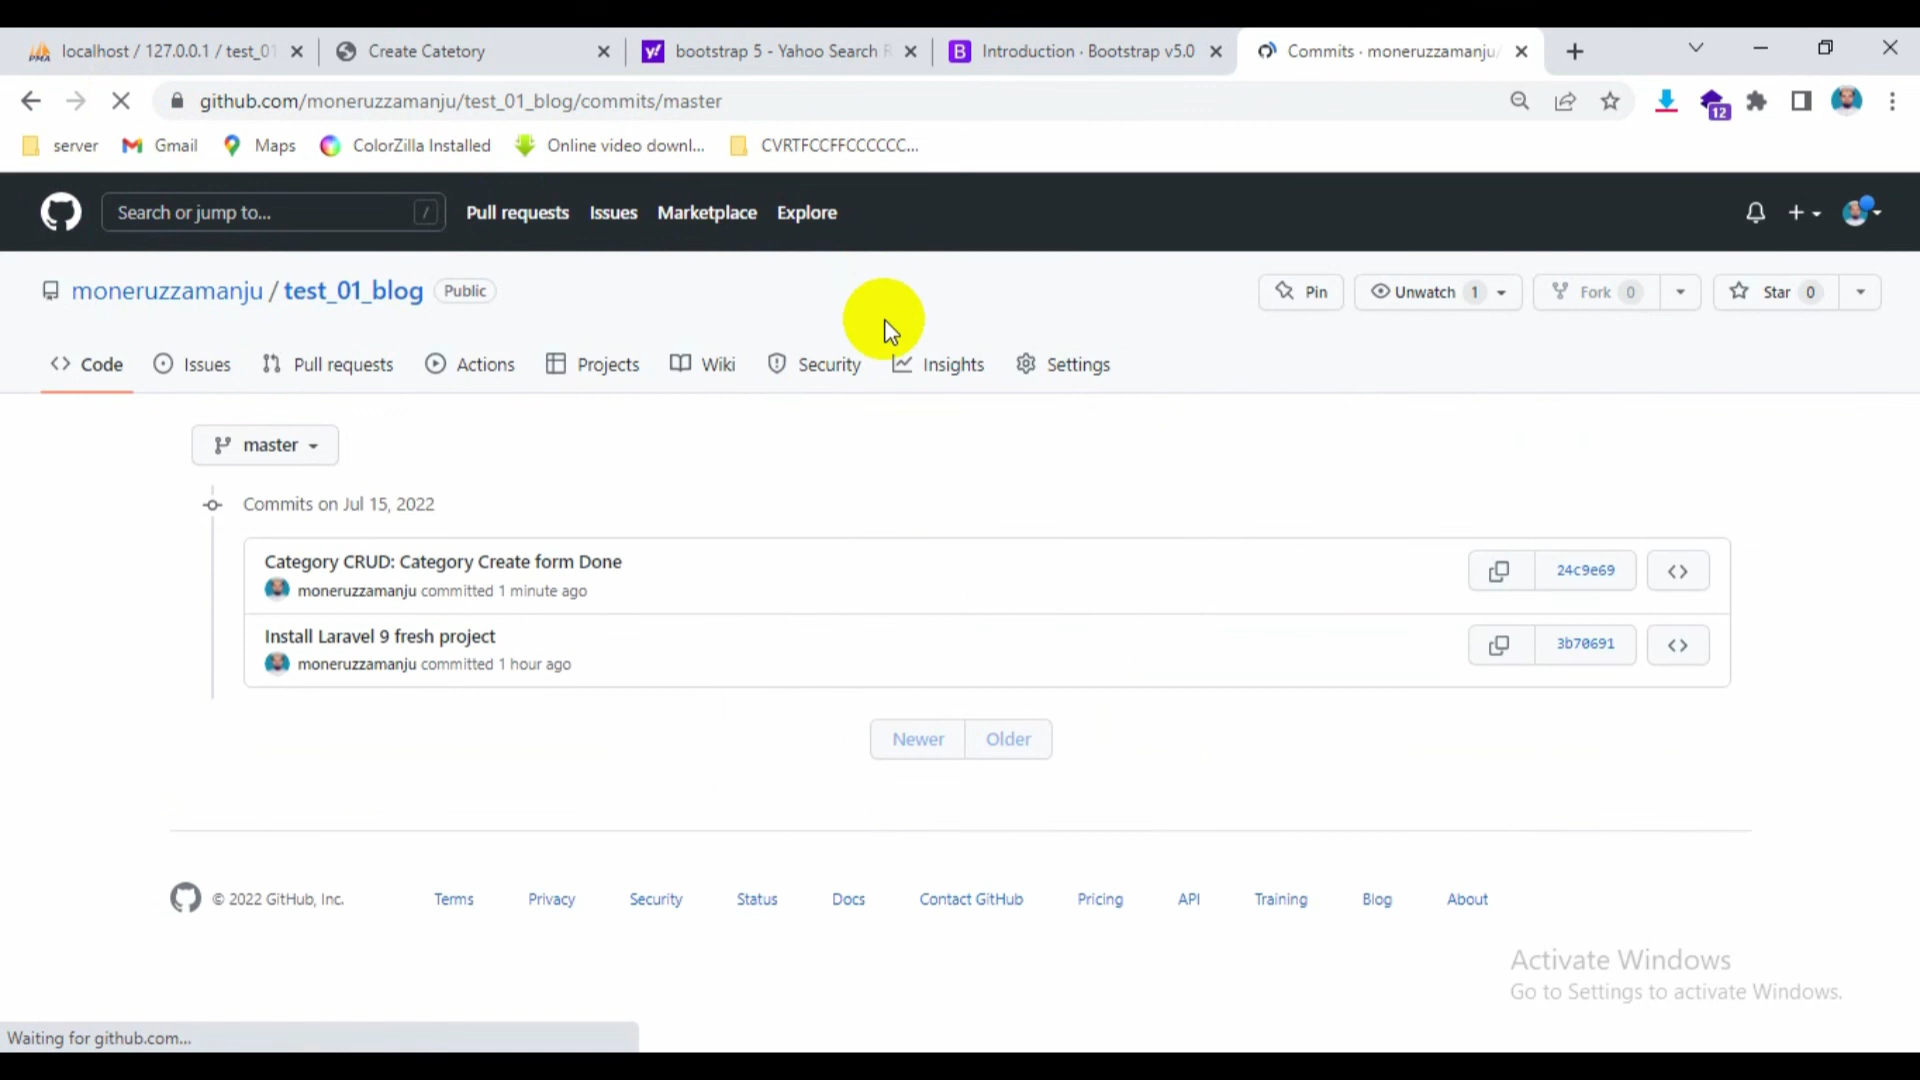 localhost / 127.0.0.1 / test_01
Create Catetory
bootstrap 5 - Yahoo Search R
Introduction · Bootstrap v5.0
Commits · moneruzzamanju/
github.com/moneruzzamanju/test_01_blog/commits/master
12
server
Gmail
Maps
ColorZilla Installed
Online video downl...
CVRTFCCFFCCCCCC...
Search or jump to...
/
Pull requests
Issues
Marketplace
Explore
moneruzzamanju / test_01_blog
Public
Pin
Unwatch 1
Fork 0
Star 0
Code
Issues
Pull requests
Actions
Projects
Wiki
Security
Insights
Settings
master
Commits on Jul 15, 2022
Category CRUD: Category Create form Done
24c9e69
moneruzzamanju committed 1 minute ago
Install Laravel 9 fresh project
3b70691
moneruzzamanju committed 1 hour ago
Newer
Older
© 2022 GitHub, Inc.
Terms
Privacy
Security
Status
Docs
Contact GitHub
Pricing
API
Training
Blog
About
Activate Windows
Go to Settings to activate Windows.
Waiting for github.com...